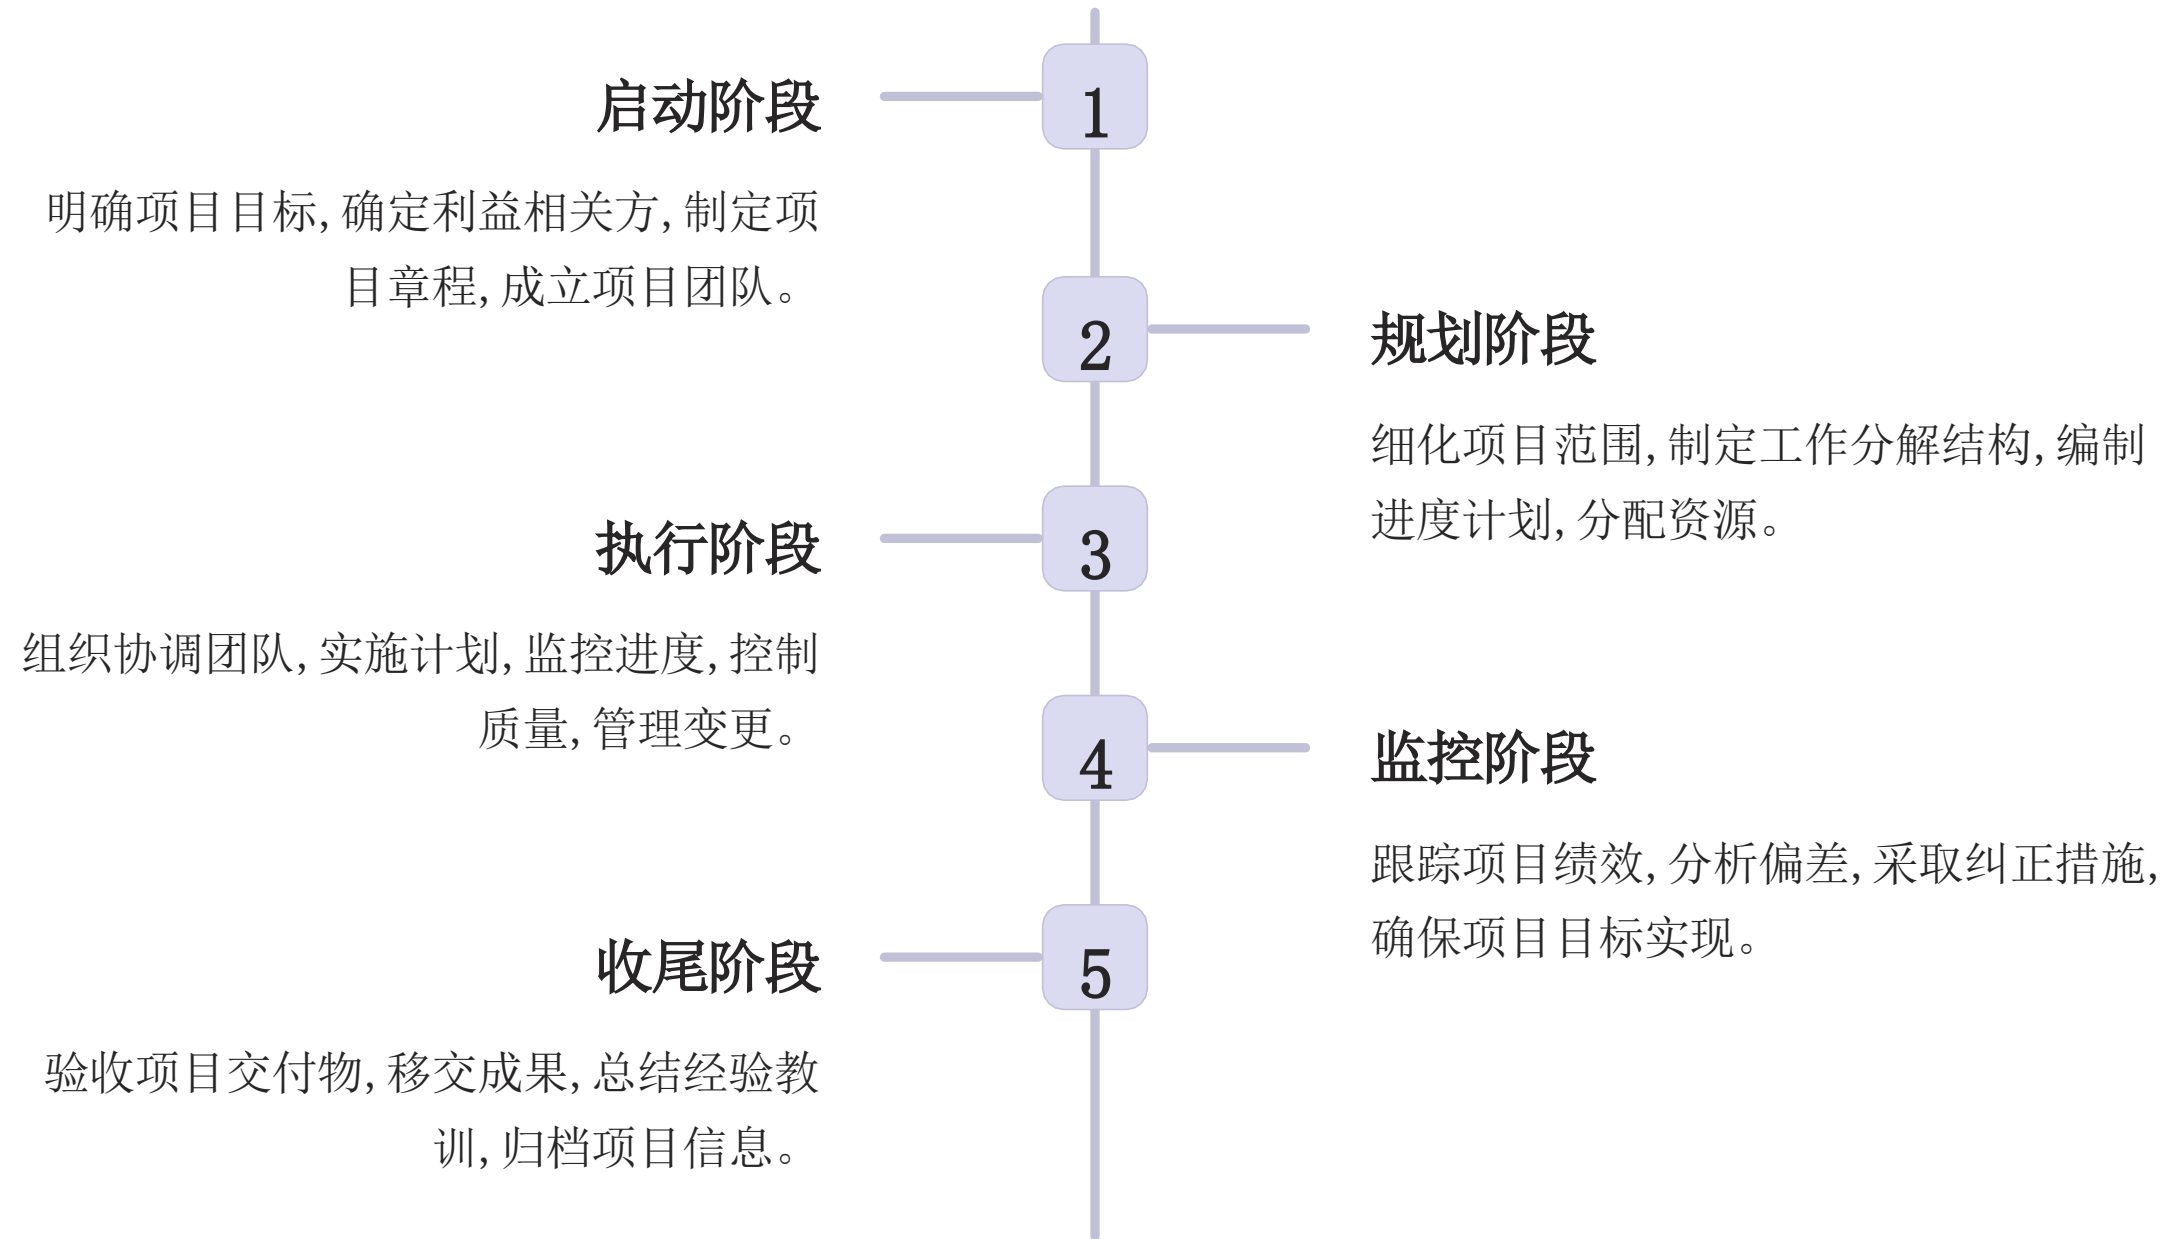 1
启动阶段
明确项目目标,确定利益相关方,制定项
目章程,成立项目团队。
2
规划阶段
细化项目范围,制定工作分解结构,编制
进度计划,分配资源。
3
执行阶段
组织协调团队,实施计划,监控进度,控制
质量,管理变更。
4
监控阶段
跟踪项目绩效,分析偏差,采取纠正措施,
确保项目目标实现。
5
收尾阶段
验收项目交付物,移交成果,总结经验教
训,归档项目信息。